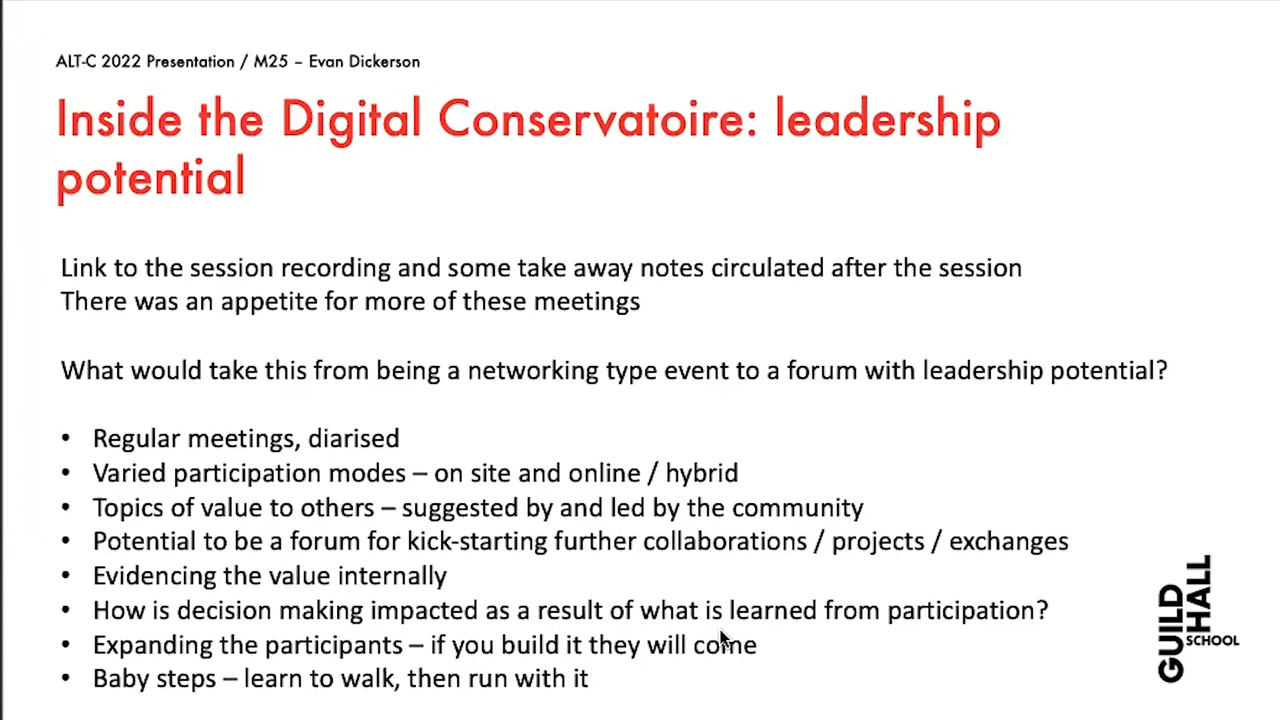 ALT-C 2022 Presentation / M25 – Evan Dickerson
Inside the Digital Conservatoire: leadership
potential
Link to the session recording and some take away notes circulated after the session
There was an appetite for more of these meetings
What would take this from being a networking type event to a forum with leadership potential?
• Regular meetings, diarised
• Varied participation modes – on site and online / hybrid
• Topics of value to others – suggested by and led by the community
• Potential to be a forum for kick-starting further collaborations / projects / exchanges
• Evidencing the value internally
• How is decision making impacted as a result of what is learned from participation?
• Expanding the participants – if you build it they will come
• Baby steps – learn to walk, then run with it
GUILD
HALL
SCHOOL